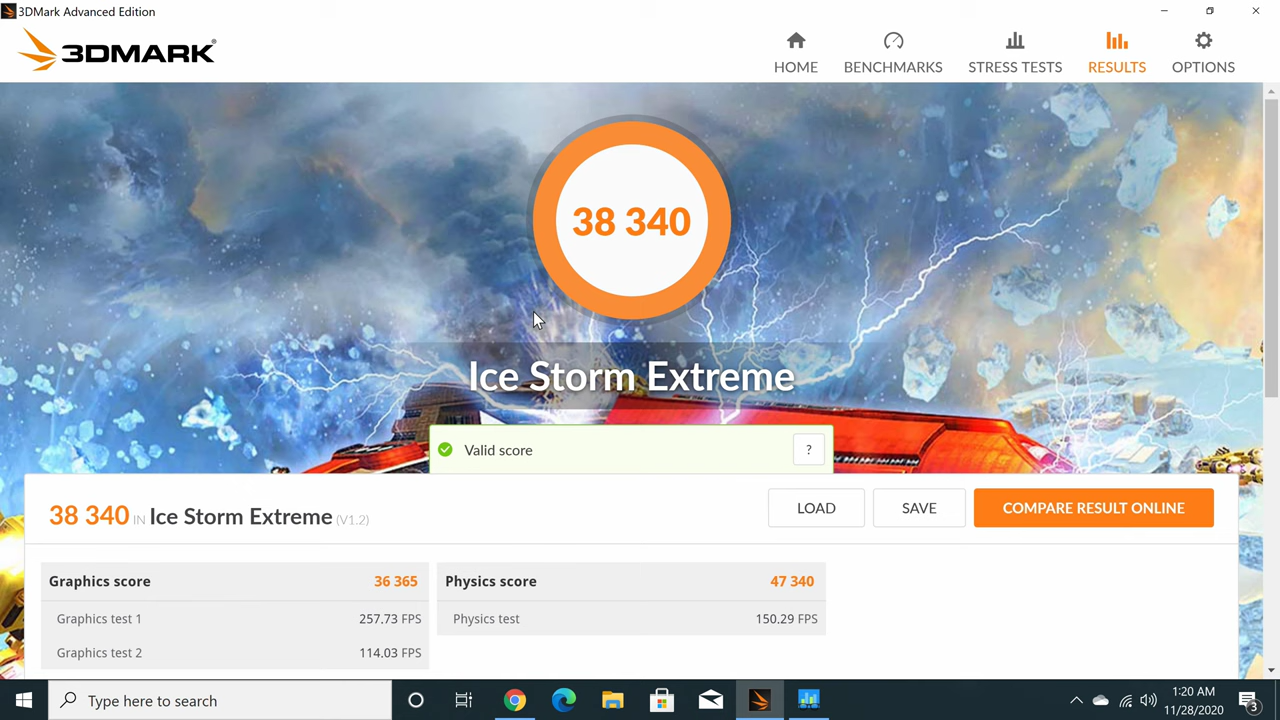 3DMark Advanced Edition
3DMARK®
HOME BENCHMARKS STRESS TESTS RESULTS OPTIONS
38 340
Ice Storm Extreme
Valid score ?
38 340 IN Ice Storm Extreme (V1.2) LOAD SAVE COMPARE RESULT ONLINE
Graphics score 36 365 Physics score 47 340
Graphics test 1 257.73 FPS Physics test 150.29 FPS
Graphics test 2 114.03 FPS
Type here to search
1:20 AM
11/28/2020
3